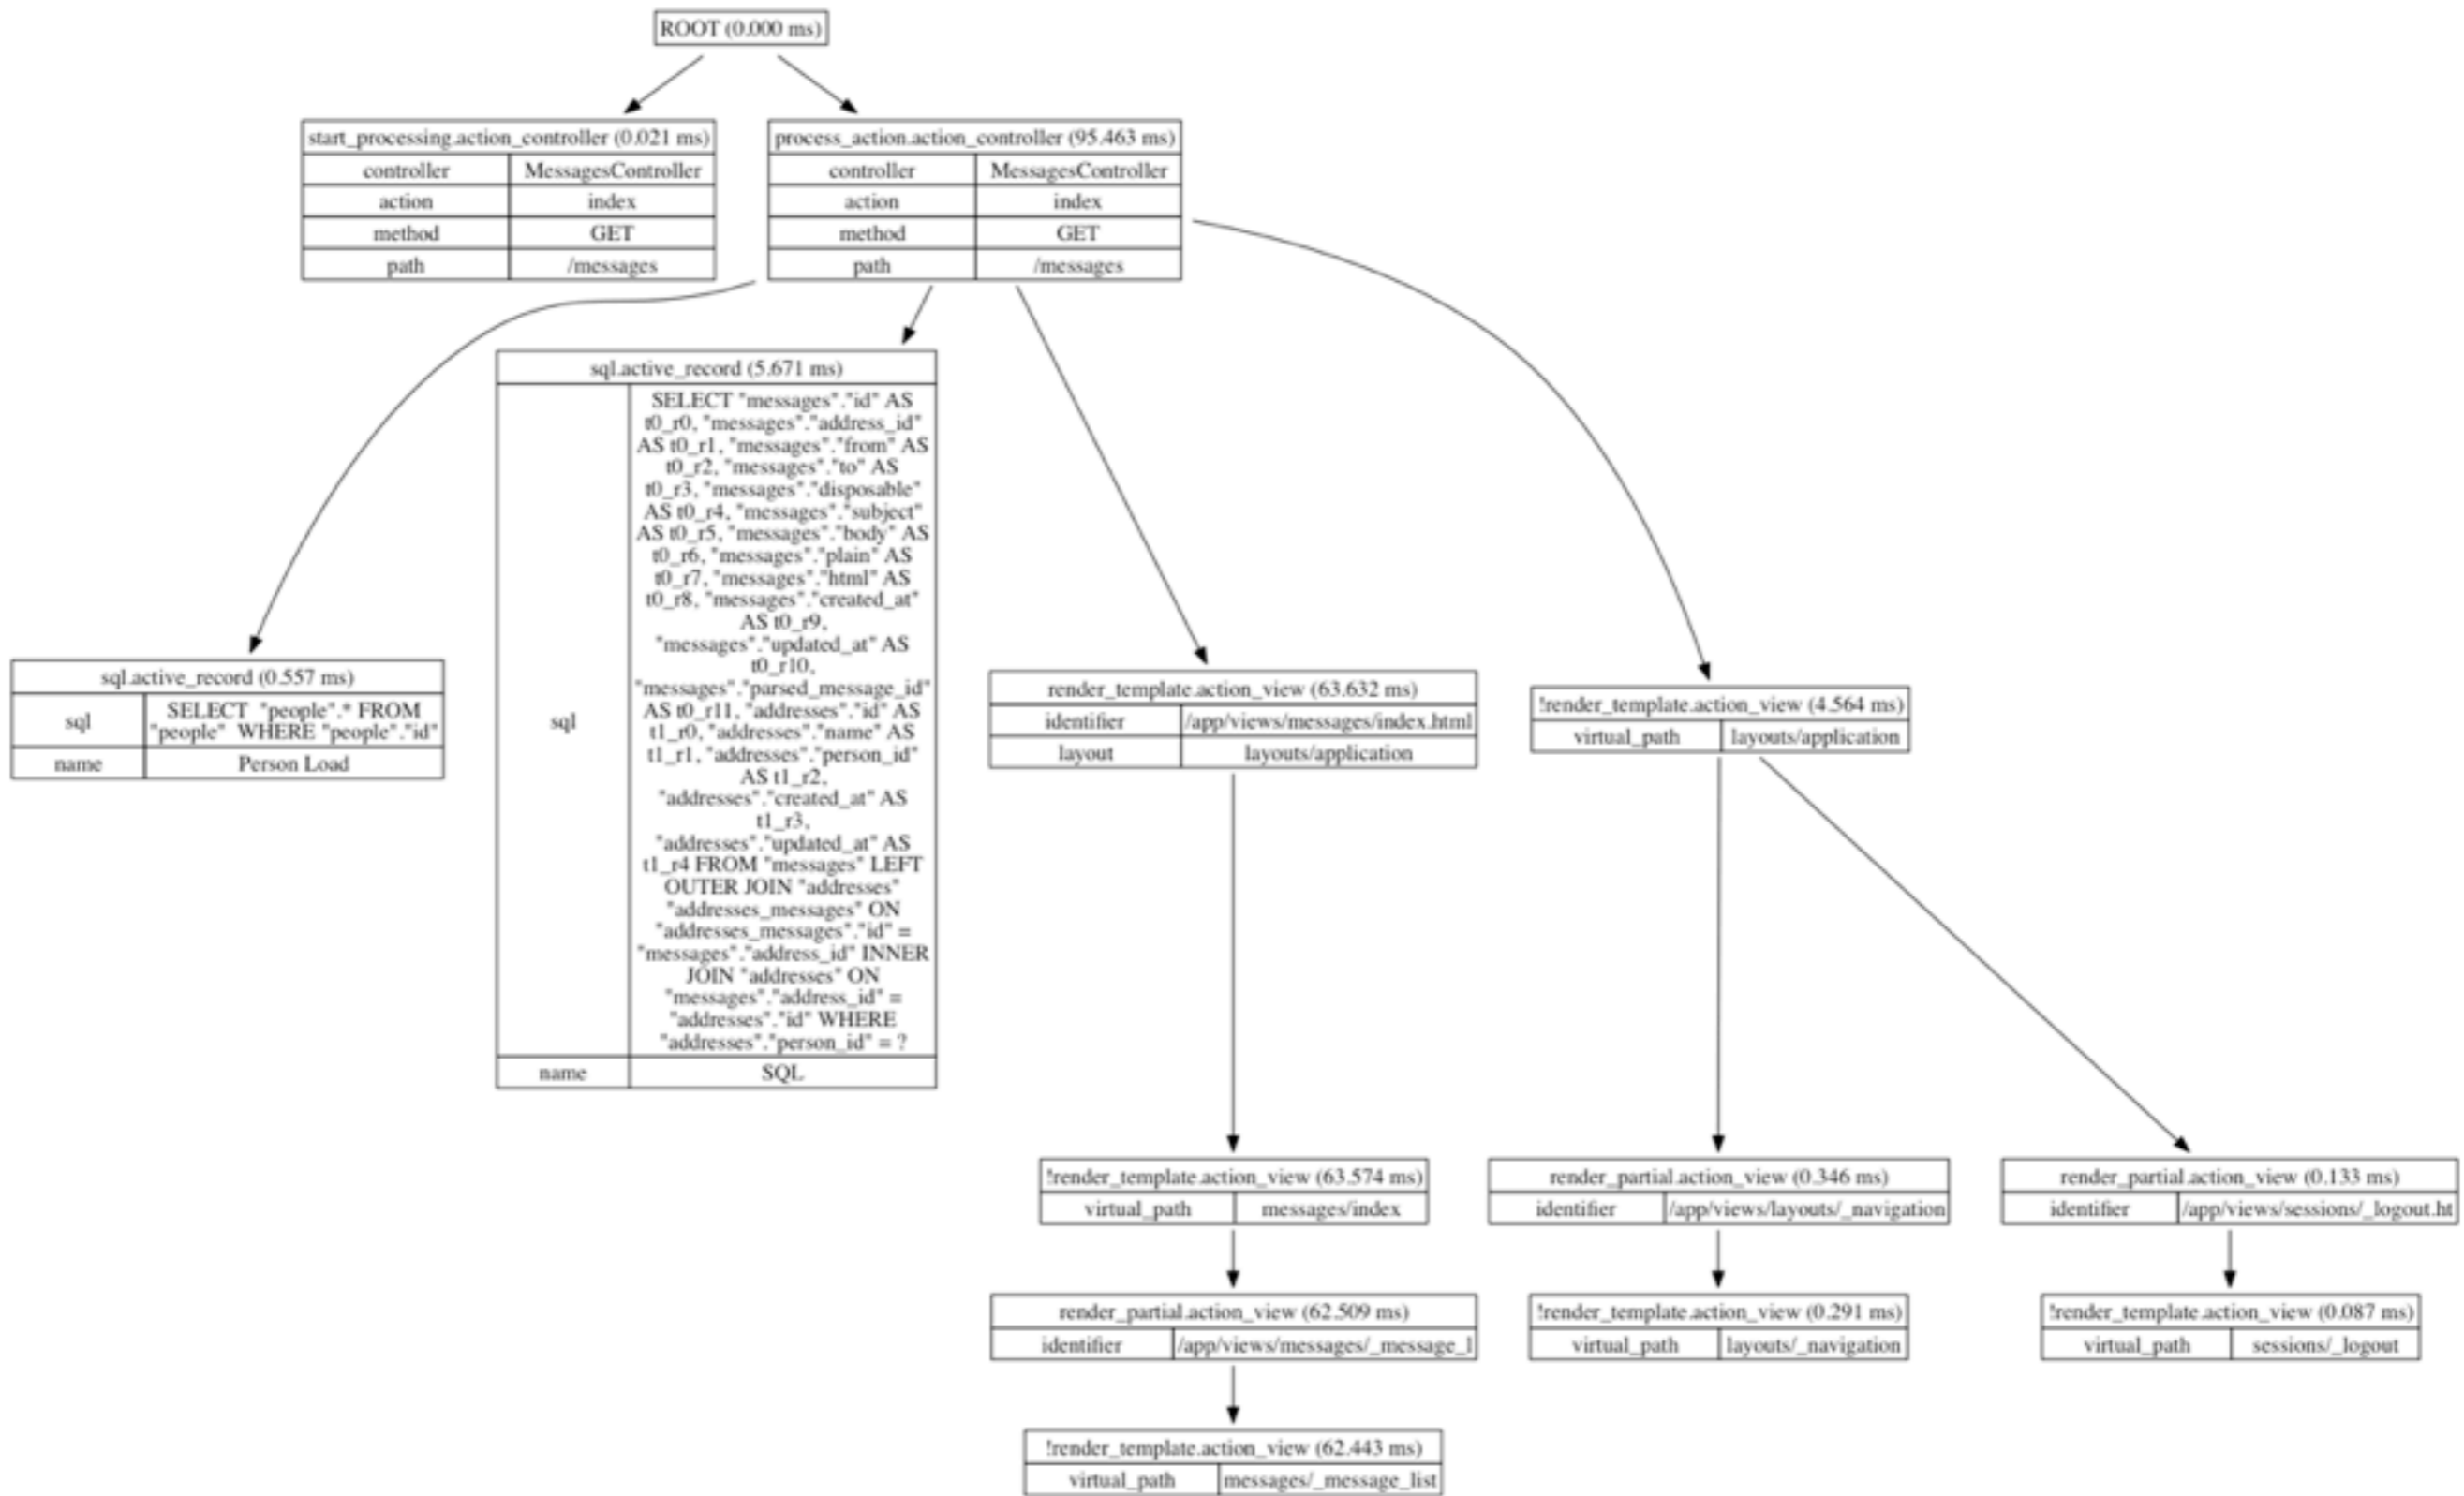 ROOT (0.000 ms)
start_processing.action_controller (0.021 ms)
controller MessagesController
action index
method GET
path /messages
process_action.action_controller (95.463 ms)
controller MessagesController
action index
method GET
path /messages
sql.active_record (0.557 ms)
sql
SELECT "people".* FROM
"people" WHERE "people"."id"
name Person Load
sql.active_record (5.671 ms)
sql
SELECT "messages"."id" AS
t0_r0, "messages"."address_id"
AS t0_r1, "messages"."from" AS
t0_r2, "messages"."to" AS
t0_r3, "messages"."disposable"
AS t0_r4, "messages"."subject"
AS t0_r5, "messages"."body" AS
t0_r6, "messages"."plain" AS
t0_r7, "messages"."html" AS
t0_r8, "messages"."created_at"
AS t0_r9,
"messages"."updated_at" AS
t0_r10,
"messages"."parsed_message_id"
AS t0_r11, "addresses"."id" AS
t1_r0, "addresses"."name" AS
t1_r1, "addresses"."person_id"
AS t1_r2,
"addresses"."created_at" AS
t1_r3,
"addresses"."updated_at" AS
t1_r4 FROM "messages" LEFT
OUTER JOIN "addresses"
"addresses_messages" ON
"addresses_messages"."id" =
"messages"."address_id" INNER
JOIN "addresses" ON
"messages"."address_id" =
"addresses"."id" WHERE
"addresses"."person_id" = ?
name SQL
render_template.action_view (63.632 ms)
identifier /app/views/messages/index.html
layout layouts/application
!render_template.action_view (4.564 ms)
virtual_path layouts/application
!render_template.action_view (63.574 ms)
virtual_path messages/index
render_partial.action_view (0.346 ms)
identifier /app/views/layouts/_navigation
render_partial.action_view (0.133 ms)
identifier /app/views/sessions/_logout.ht
render_partial.action_view (62.509 ms)
identifier /app/views/messages/_message_l
!render_template.action_view (0.291 ms)
virtual_path layouts/_navigation
!render_template.action_view (0.087 ms)
virtual_path sessions/_logout
!render_template.action_view (62.443 ms)
virtual_path messages/_message_list